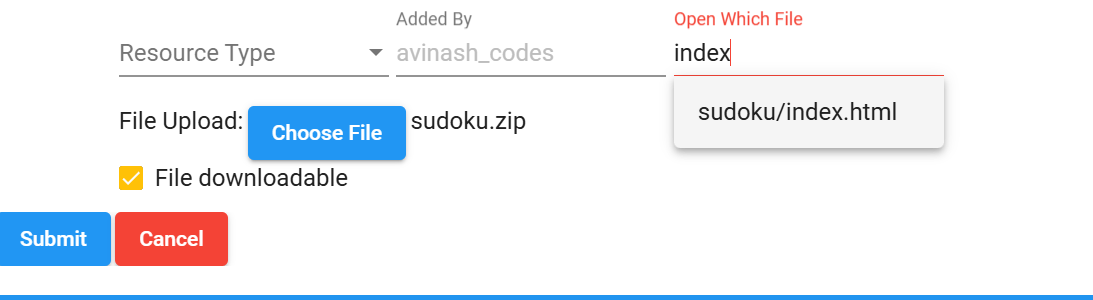 Added By Open Which File
Resource Type avinash_codes index
sudoku/index.html
File Upload: Choose File sudoku.zip
File downloadable
Submit Cancel